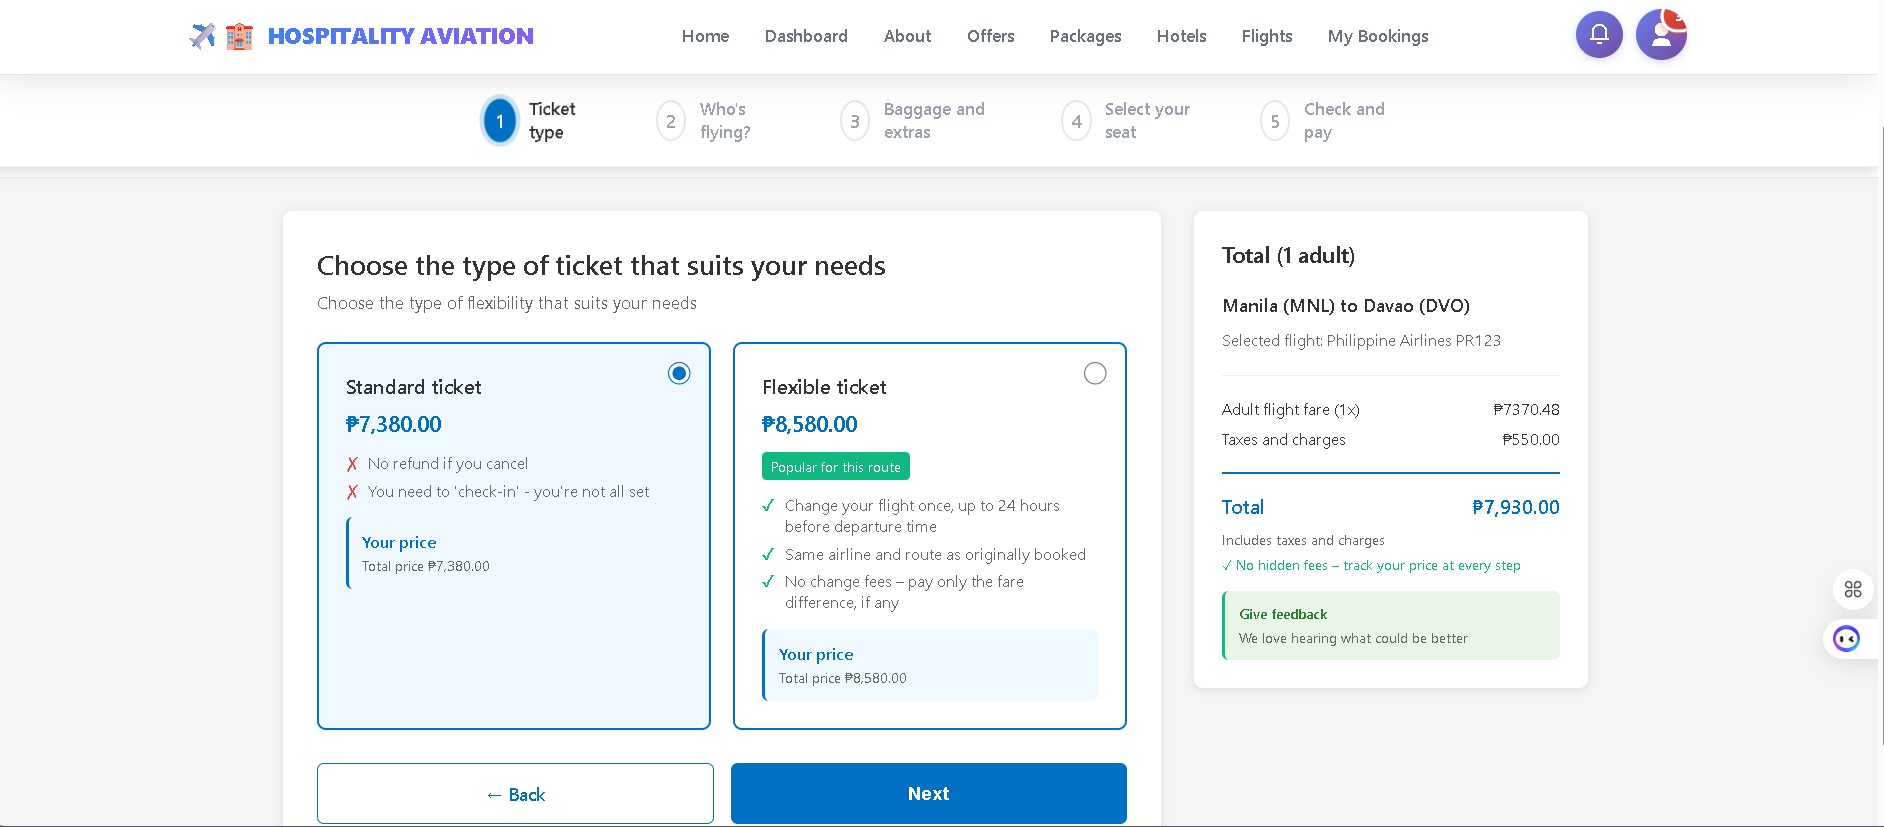 HOSPITALITY AVIATION
Home Dashboard About Offers Packages Hotels Flights My Bookings
1 Ticket type
2 Who's flying?
3 Baggage and extras
4 Select your seat
5 Check and pay
Choose the type of ticket that suits your needs
Choose the type of flexibility that suits your needs
Standard ticket
₱7,380.00
✗ No refund if you cancel
✗ You need to 'check-in' - you're not all set
Your price
Total price ₱7,380.00
Flexible ticket
₱8,580.00
Popular for this route
✓ Change your flight once, up to 24 hours
before departure time
✓ Same airline and route as originally booked
✓ No change fees – pay only the fare
difference, if any
Your price
Total price ₱8,580.00
← Back
Next
Total (1 adult)
Manila (MNL) to Davao (DVO)
Selected flight: Philippine Airlines PR123
Adult flight fare (1x) ₱7370.48
Taxes and charges ₱550.00
Total ₱7,930.00
Includes taxes and charges
✓ No hidden fees – track your price at every step
Give feedback
We love hearing what could be better